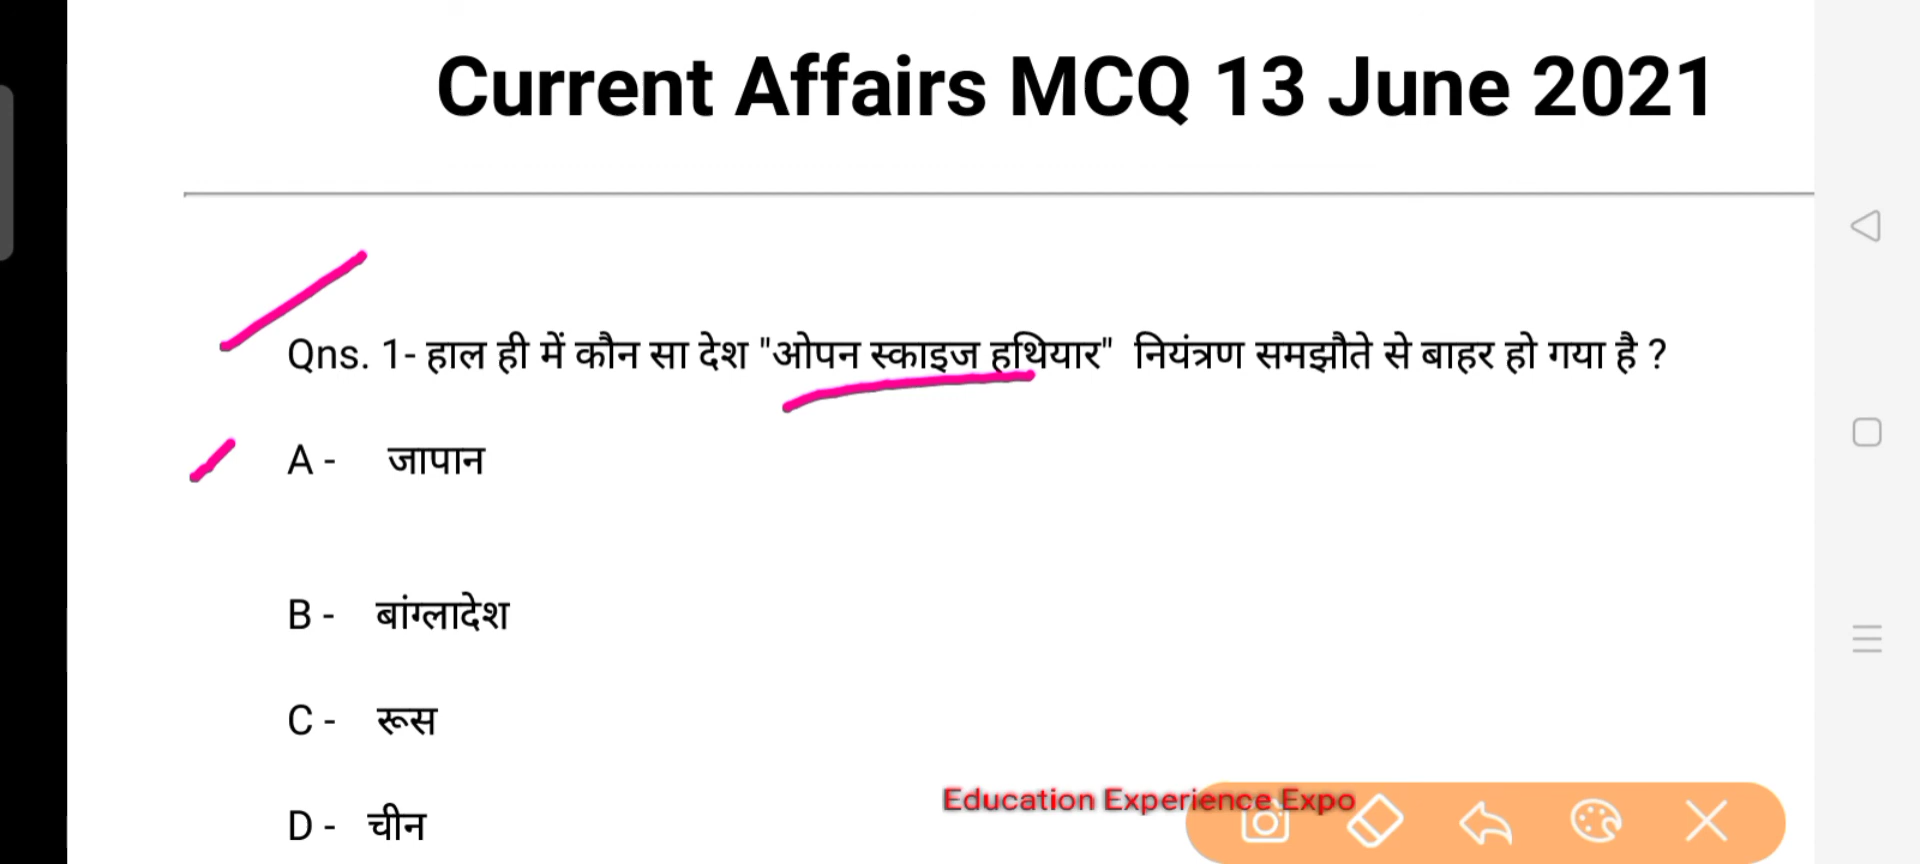 Current Affairs MCQ 13 June 2021
Qns. 1- हाल ही में कौन सा देश "ओपन स्काइज हथियार" नियंत्रण समझौते से बाहर हो गया है ?
A - जापान
B - बांग्लादेश
C - रूस
D - चीन
Education Experience Expo